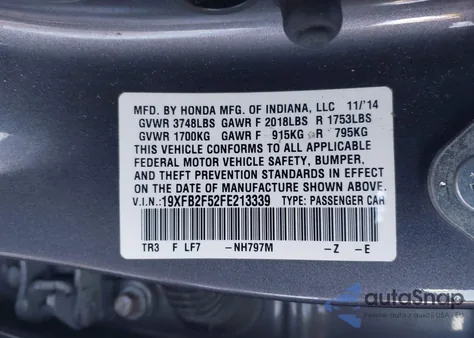 MFD. BY HONDA MFG. OF INDIANA, LLC 11/'14
GVWR 3748LBS GAWR F 2018LBS R 1753LBS
GVWR 1700KG GAWR F 915KG R 795KG
THIS VEHICLE CONFORMS TO ALL APPLICABLE
FEDERAL MOTOR VEHICLE SAFETY, BUMPER,
AND THEFT PREVENTION STANDARDS IN EFFECT
ON THE DATE OF MANUFACTURE SHOWN ABOVE.
V.I.N.:19XFB2F52FE213339 TYPE: PASSENGER CAR
TR3 F LF7 -NH797M -Z -E
autoSnap